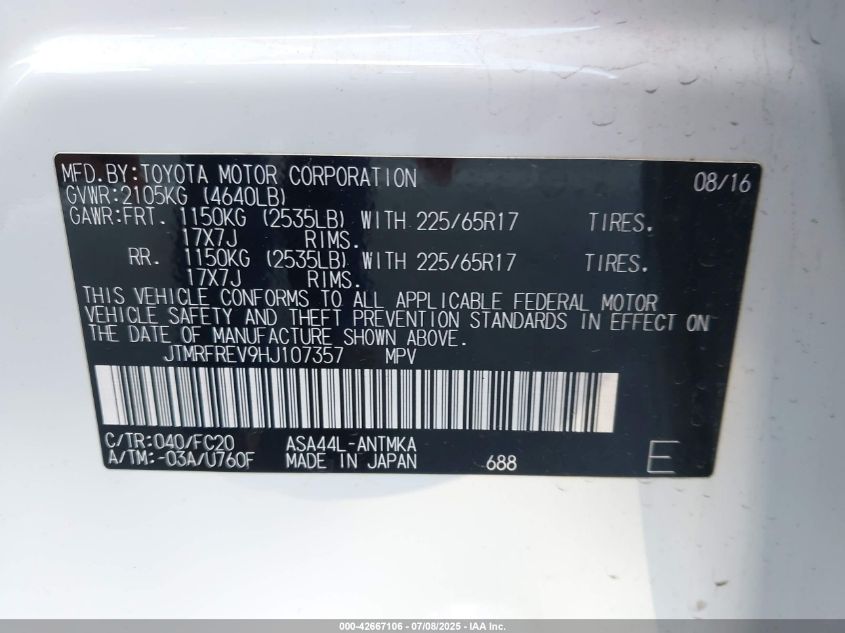 MFD.BY:TOYOTA MOTOR CORPORATION 08/16
GVWR:2105KG (4640LB)
GAWR:FRT. 1150KG (2535LB) WITH 225/65R17 TIRES.
17X7J RIMS.
RR. 1150KG (2535LB) WITH 225/65R17 TIRES.
17X7J RIMS.
THIS VEHICLE CONFORMS TO ALL APPLICABLE FEDERAL MOTOR
VEHICLE SAFETY AND THEFT PREVENTION STANDARDS IN EFFECT ON
THE DATE OF MANUFACTURE SHOWN ABOVE.
JTMRFREV9HJ107357 MPV
C/TR:040/FC20 ASA44L-ANTMKA
A/TM:-03A/U760F MADE IN JAPAN 688 E
000-42667106 - 07/08/2025 - IAA Inc.